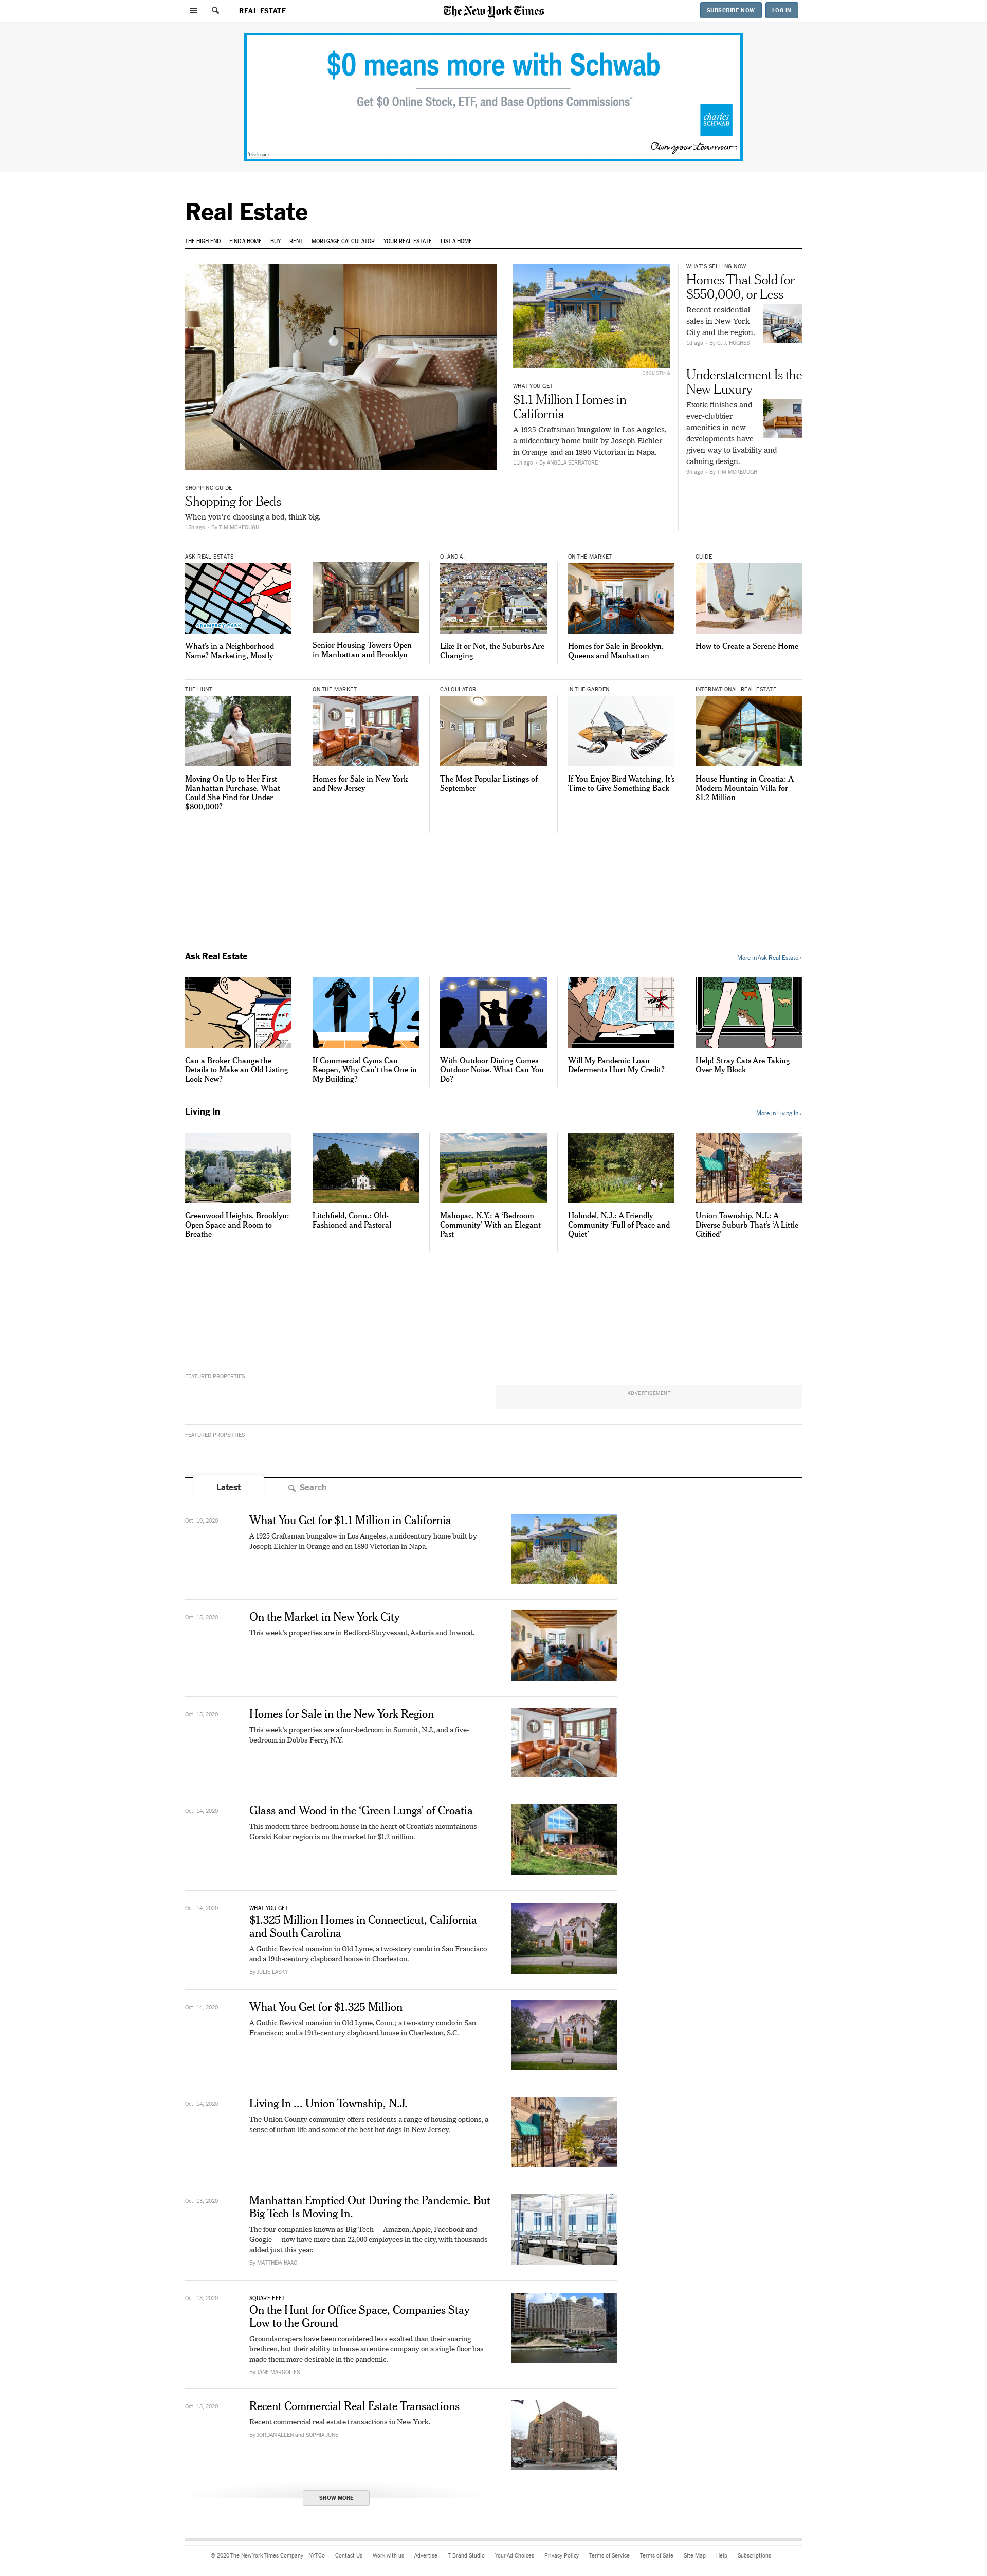 REAL ESTATE
The New York Times
SUBSCRIBE NOW
LOG IN
$0 means more with Schwab
Get $0 Online Stock, ETF, and Base Options Commissions*
charles
SCHWAB
Own your tomorrow
Disclosure
Real Estate
THE HIGH END
FIND A HOME
BUY
RENT
MORTGAGE CALCULATOR
YOUR REAL ESTATE
LIST A HOME
SHOPPING GUIDE
Shopping for Beds
When you're choosing a bed, think big.
15h ago - By TIM MCKEOUGH
WHAT YOU GET
$1.1 Million Homes in
California
A 1925 Craftsman bungalow in Los Angeles,
a midcentury home built by Joseph Eichler
in Orange and an 1890 Victorian in Napa.
11h ago - By ANGELA SERRATORE
WHAT'S SELLING NOW
Homes That Sold for
$550,000, or Less
Recent residential
sales in New York
City and the region.
1d ago - By C. J. HUGHES
Understatement Is the
New Luxury
Exotic finishes and
ever-clubbier
amenities in new
developments have
given way to livability and
calming design.
9h ago - By TIM MCKEOUGH
ASK REAL ESTATE
GRAMERCY PARK
What's in a Neighborhood
Name? Marketing, Mostly
Senior Housing Towers Open
in Manhattan and Brooklyn
Q. AND A.
Like It or Not, the Suburbs Are
Changing
ON THE MARKET
Homes for Sale in Brooklyn,
Queens and Manhattan
GUIDE
How to Create a Serene Home
THE HUNT
Moving On Up to Her First
Manhattan Purchase. What
Could She Find for Under
$800,000?
ON THE MARKET
Homes for Sale in New York
and New Jersey
CALCULATOR
The Most Popular Listings of
September
IN THE GARDEN
If You Enjoy Bird-Watching, It's
Time to Give Something Back
INTERNATIONAL REAL ESTATE
House Hunting in Croatia: A
Modern Mountain Villa for
$1.2 Million
Ask Real Estate
More in Ask Real Estate ›
Can a Broker Change the
Details to Make an Old Listing
Look New?
If Commercial Gyms Can
Reopen, Why Can't the One in
My Building?
With Outdoor Dining Comes
Outdoor Noise. What Can You
Do?
Will My Pandemic Loan
Deferments Hurt My Credit?
Help! Stray Cats Are Taking
Over My Block
Living In
More in Living In ›
Greenwood Heights, Brooklyn:
Open Space and Room to
Breathe
Litchfield, Conn.: Old-
Fashioned and Pastoral
Mahopac, N.Y.: A 'Bedroom
Community' With an Elegant
Past
Holmdel, N.J.: A Friendly
Community 'Full of Peace and
Quiet'
Union Township, N.J.: A
Diverse Suburb That's 'A Little
Citified'
FEATURED PROPERTIES
ADVERTISEMENT
FEATURED PROPERTIES
Latest
Search
Oct. 19, 2020
What You Get for $1.1 Million in California
A 1925 Craftsman bungalow in Los Angeles, a midcentury home built by
Joseph Eichler in Orange and an 1890 Victorian in Napa.
Oct. 15, 2020
On the Market in New York City
This week's properties are in Bedford-Stuyvesant, Astoria and Inwood.
Oct. 15, 2020
Homes for Sale in the New York Region
This week's properties are a four-bedroom in Summit, N.J., and a five-
bedroom in Dobbs Ferry, N.Y.
Oct. 14, 2020
Glass and Wood in the 'Green Lungs' of Croatia
This modern three-bedroom house in the heart of Croatia's mountainous
Gorski Kotar region is on the market for $1.2 million.
Oct. 14, 2020
WHAT YOU GET
$1.325 Million Homes in Connecticut, California
and South Carolina
A Gothic Revival mansion in Old Lyme, a two-story condo in San Francisco
and a 19th-century clapboard house in Charleston.
By JULIE LASKY
Oct. 14, 2020
What You Get for $1.325 Million
A Gothic Revival mansion in Old Lyme, Conn.; a two-story condo in San
Francisco; and a 19th-century clapboard house in Charleston, S.C.
Oct. 14, 2020
Living In ... Union Township, N.J.
The Union County community offers residents a range of housing options, a
sense of urban life and some of the best hot dogs in New Jersey.
Oct. 13, 2020
Manhattan Emptied Out During the Pandemic. But
Big Tech Is Moving In.
The four companies known as Big Tech — Amazon, Apple, Facebook and
Google — now have more than 22,000 employees in the city, with thousands
added just this year.
By MATTHEW HAAG
Oct. 13, 2020
SQUARE FEET
On the Hunt for Office Space, Companies Stay
Low to the Ground
Groundscrapers have been considered less exalted than their soaring
brethren, but their ability to house an entire company on a single floor has
made them more desirable in the pandemic.
By JANE MARGOLIES
Oct. 13, 2020
Recent Commercial Real Estate Transactions
Recent commercial real estate transactions in New York.
By JORDAN ALLEN and SOPHIA JUNE
SHOW MORE
© 2020 The New York Times Company
NYTCo
Contact Us
Work with us
Advertise
T Brand Studio
Your Ad Choices
Privacy Policy
Terms of Service
Terms of Sale
Site Map
Help
Subscriptions